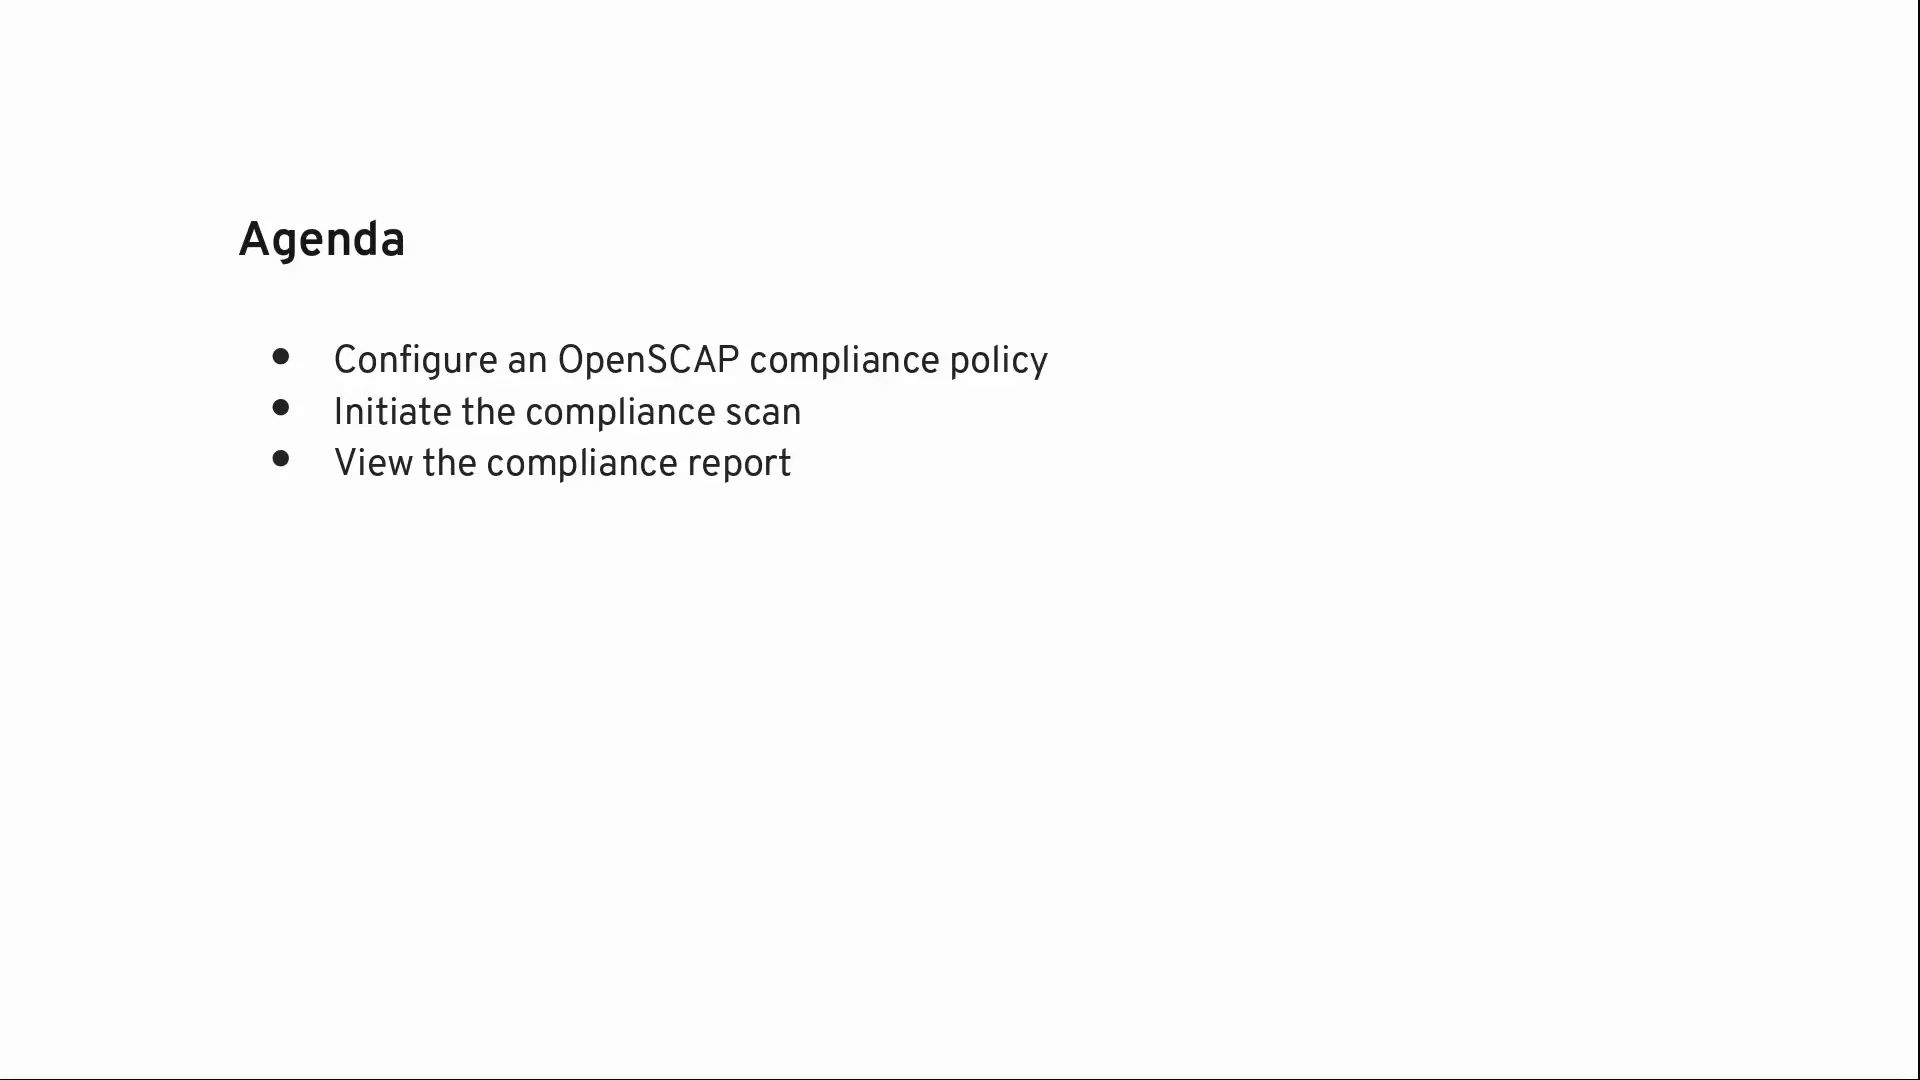 Agenda
● Configure an OpenSCAP compliance policy
● Initiate the compliance scan
● View the compliance report